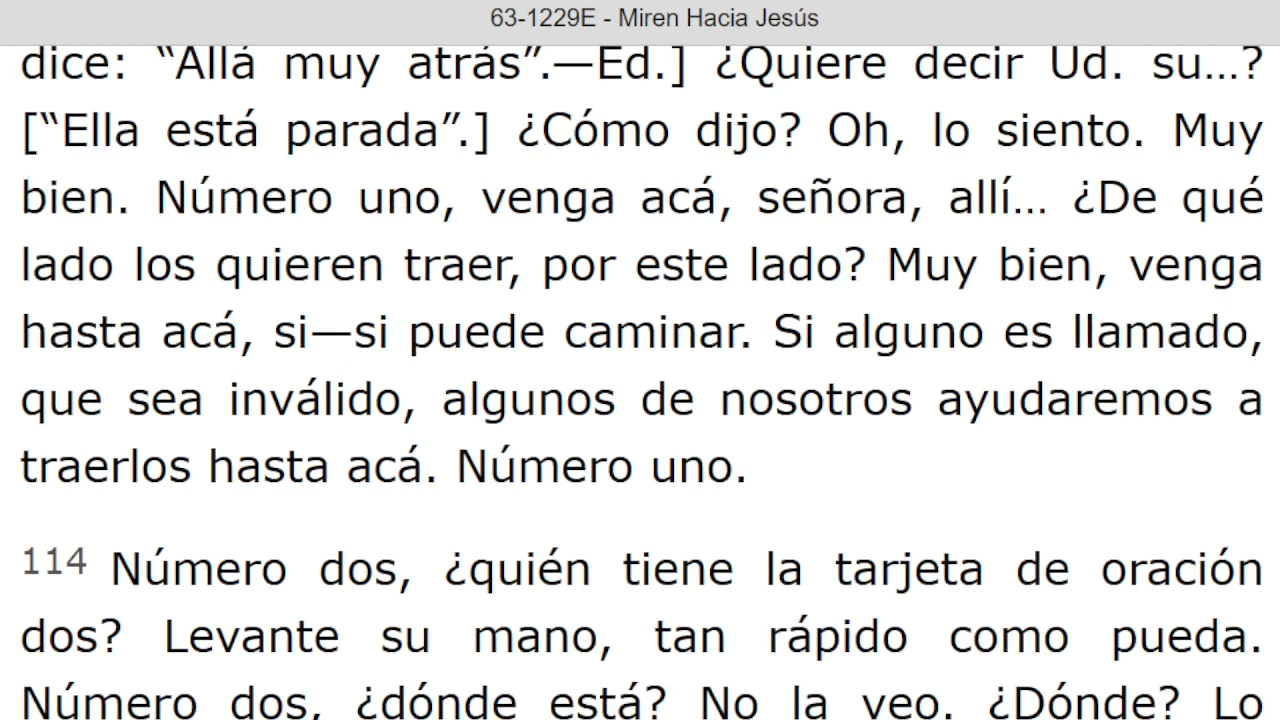 63-1229E - Miren Hacia Jesús
dice: “Allá muy atrás”.—Ed.] ¿Quiere decir Ud. su…?
[“Ella está parada”.] ¿Cómo dijo? Oh, lo siento. Muy
bien. Número uno, venga acá, señora, allí… ¿De qué
lado los quieren traer, por este lado? Muy bien, venga
hasta acá, si—si puede caminar. Si alguno es llamado,
que sea inválido, algunos de nosotros ayudaremos a
traerlos hasta acá. Número uno.
114 Número dos, ¿quién tiene la tarjeta de oración
dos? Levante su mano, tan rápido como pueda.
Número dos, ¿dónde está? No la veo. ¿Dónde? Lo